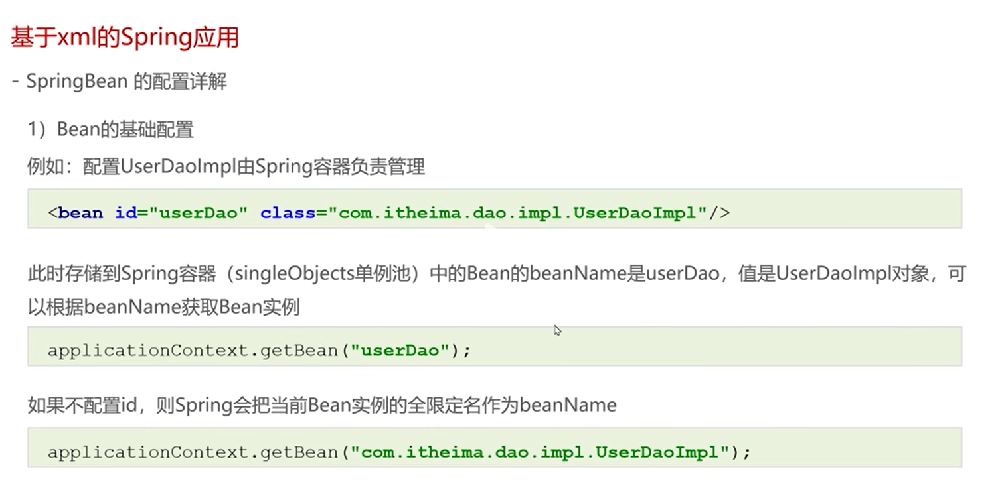 基于xml的Spring应用
- SpringBean 的配置详解
1）Bean的基础配置
例如：配置UserDaoImpl由Spring容器负责管理
<bean id="userDao" class="com.itheima.dao.impl.UserDaoImpl"/>
此时存储到Spring容器（singleObjects单例池）中的Bean的beanName是userDao，值是UserDaoImpl对象，可
以根据beanName获取Bean实例
applicationContext.getBean("userDao");
如果不配置id，则Spring会把当前Bean实例的全限定名作为beanName
applicationContext.getBean("com.itheima.dao.impl.UserDaoImpl");